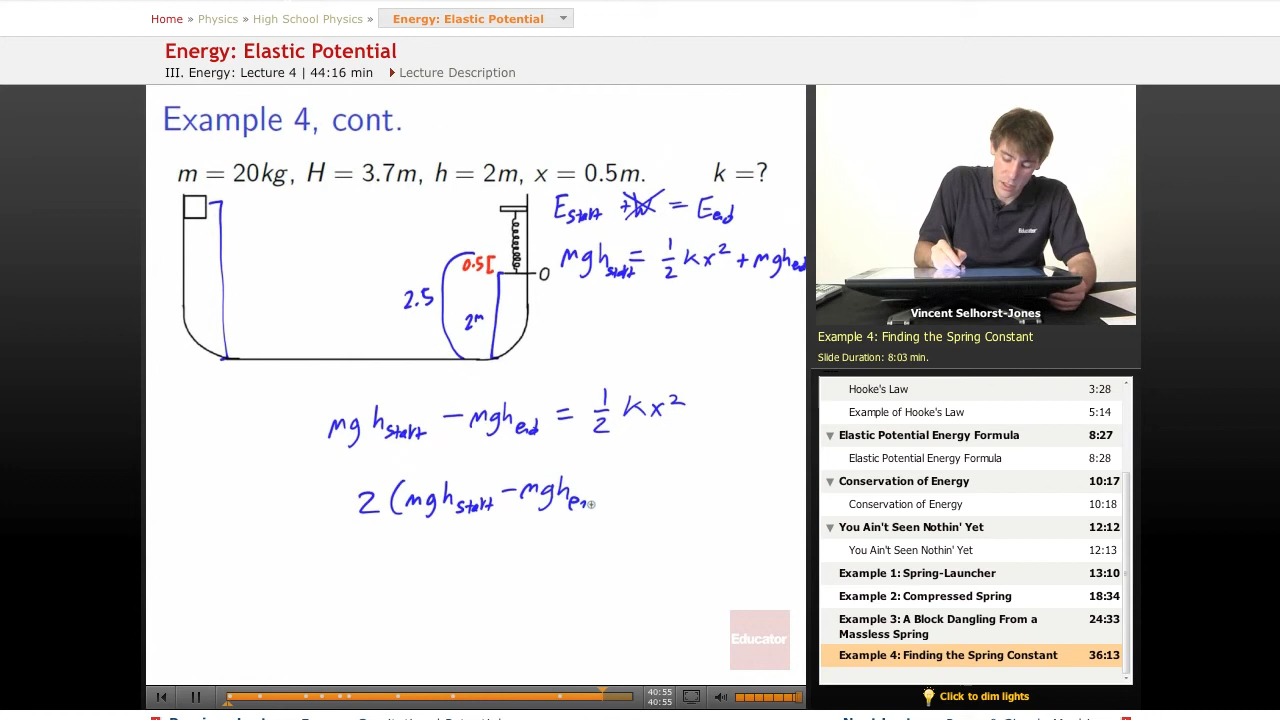 Home » Physics » High School Physics » Energy: Elastic Potential
Energy: Elastic Potential
III. Energy: Lecture 4 | 44:16 min Lecture Description
Example 4, cont.
m = 20kg, H = 3.7m, h = 2m, x = 0.5m. k =?
E_start + W = E_end
mgh_start = 1/2 kx² + mgh_end
0.5
0
2.5
2m
mgh_start - mgh_end = 1/2 kx²
2 (mgh_start - mgh_en
Educator
Educator
Vincent Selhorst-Jones
Example 4: Finding the Spring Constant
Slide Duration: 8:03 min.
Hooke's Law 3:28
Example of Hooke's Law 5:14
Elastic Potential Energy Formula 8:27
Elastic Potential Energy Formula 8:28
Conservation of Energy 10:17
Conservation of Energy 10:18
You Ain't Seen Nothin' Yet 12:12
You Ain't Seen Nothin' Yet 12:13
Example 1: Spring-Launcher 13:10
Example 2: Compressed Spring 18:34
Example 3: A Block Dangling From a
Massless Spring 24:33
Example 4: Finding the Spring Constant 36:13
40:55
40:55
Click to dim lights